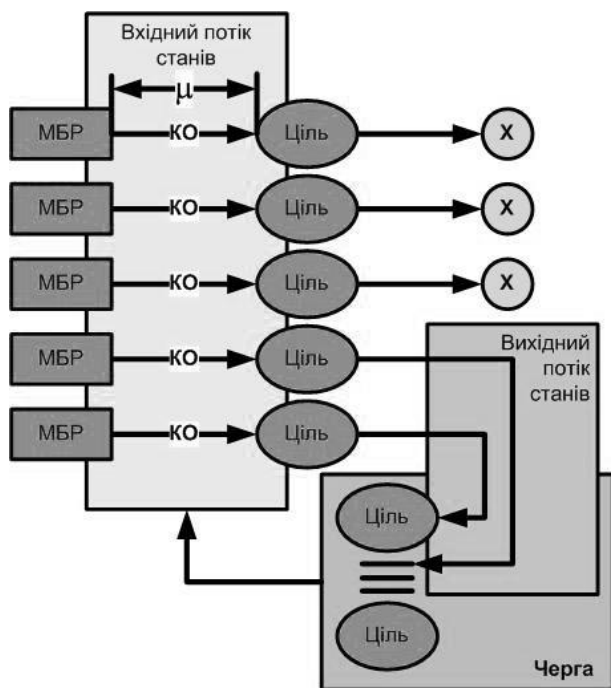 Вхідний потік
станів
μ
МБР КО Ціль X
МБР КО Ціль X
МБР КО Ціль X
МБР КО Ціль
МБР КО Ціль
Вихідний
потік
станів
Ціль
Ціль
Черга